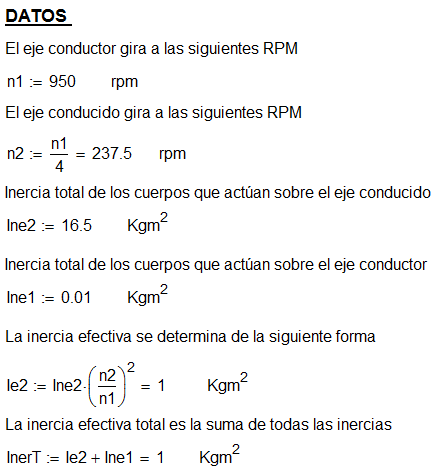 DATOS
El eje conductor gira a las siguientes RPM
n1 := 950 rpm
El eje conducido gira a las siguientes RPM
n2 := n1/4 = 237.5 rpm
Inercia total de los cuerpos que actúan sobre el eje conducido
Ine2 := 16.5 Kgm²
Inercia total de los cuerpos que actúan sobre el eje conductor
Ine1 := 0.01 Kgm²
La inercia efectiva se determina de la siguiente forma
Ie2 := Ine2·(n2/n1)² = 1 Kgm²
La inercia efectiva total es la suma de todas las inercias
InerT := Ie2 + Ine1 = 1 Kgm²